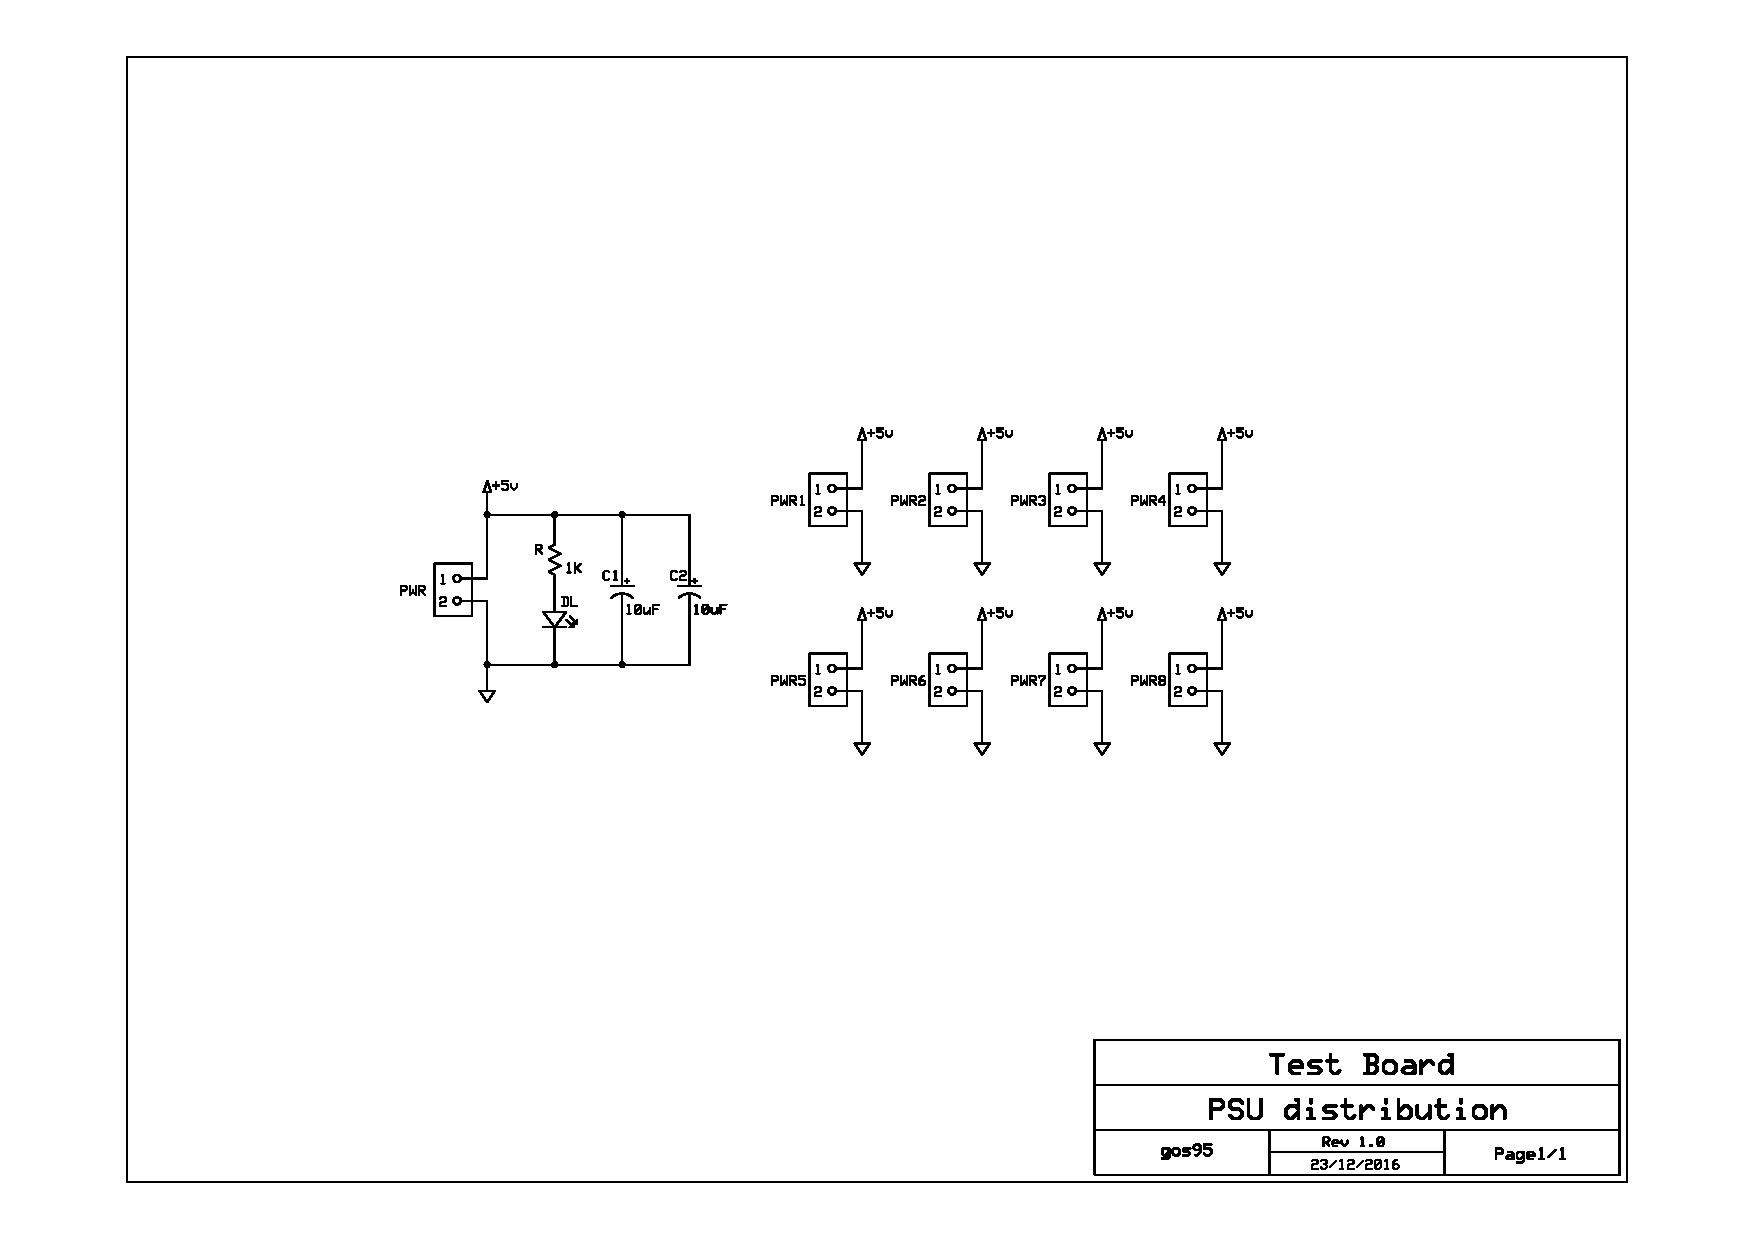 +5v
PWR
1
2
R
1K
DL
C1
+
10uF
C2
+
10uF
+5v
PWR1
1
2
+5v
PWR2
1
2
+5v
PWR3
1
2
+5v
PWR4
1
2
+5v
PWR5
1
2
+5v
PWR6
1
2
+5v
PWR7
1
2
+5v
PWR8
1
2
Test Board
PSU distribution
gos95
Rev 1.0
23/12/2016
Page1/1